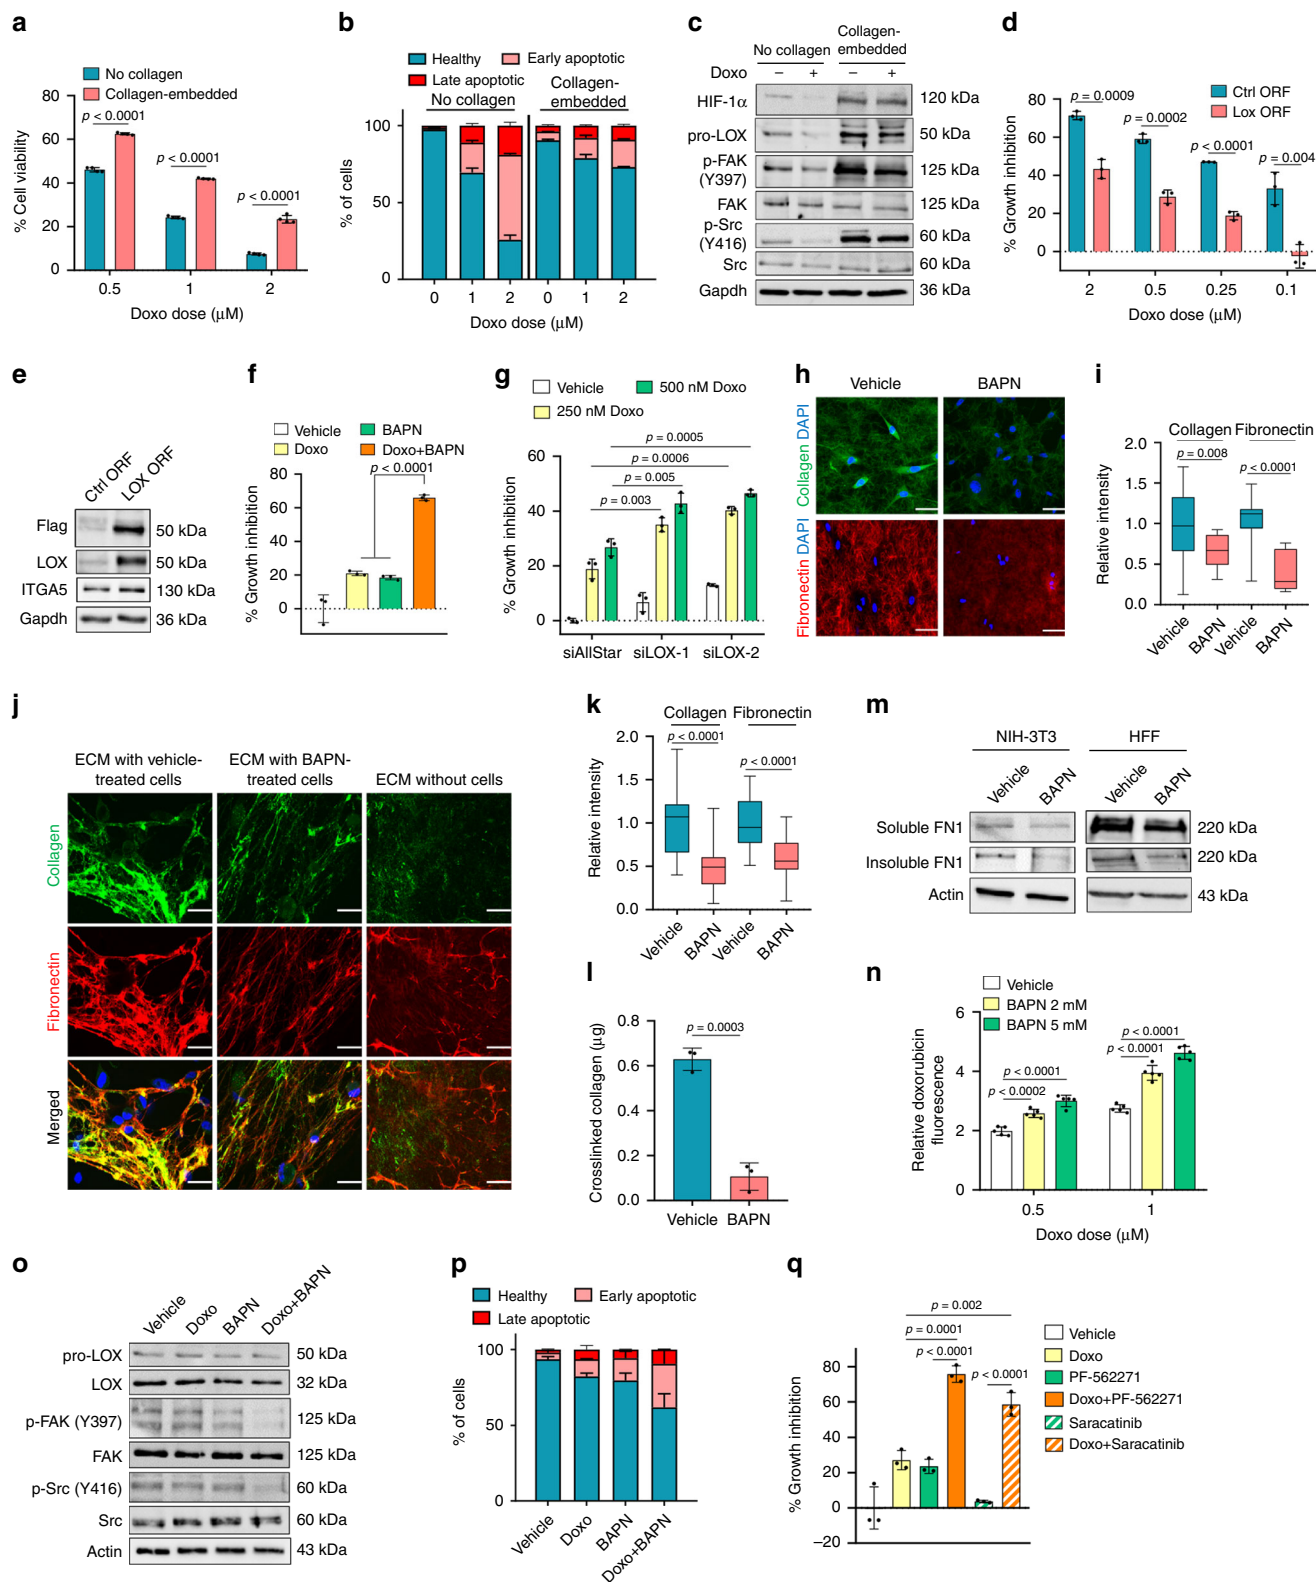 a
No collagen
Collagen-embedded
% Cell viability
80
60
40
20
0
p < 0.0001
p < 0.0001
p < 0.0001
0.5 1 2
Doxo dose (μM)
b
Healthy Early apoptotic
Late apoptotic
No collagen
Collagen-
embedded
% of cells
100
50
0
0 1 2 0 1 2
Doxo dose (μM)
c
No collagen
Collagen-
embedded
Doxo − + − +
HIF-1α 120 kDa
pro-LOX 50 kDa
p-FAK
(Y397) 125 kDa
FAK 125 kDa
p-Src
(Y416) 60 kDa
Src 60 kDa
Gapdh 36 kDa
d
Ctrl ORF
Lox ORF
% Growth inhibition
80
60
40
20
0
p = 0.0009
p = 0.0002
p < 0.0001
p = 0.004
2 0.5 0.25 0.1
Doxo dose (μM)
e
Ctrl ORF
LOX ORF
Flag 50 kDa
LOX 50 kDa
ITGA5 130 kDa
Gapdh 36 kDa
f
Vehicle BAPN
Doxo Doxo+BAPN
p < 0.0001
% Growth inhibition
80
60
40
20
0
g
Vehicle 500 nM Doxo
250 nM Doxo
p = 0.0005
p = 0.0006
p = 0.005
p = 0.003
% Growth inhibition
60
40
20
0
siAllStar siLOX-1 siLOX-2
h
Vehicle BAPN
Collagen DAPI
Fibronectin DAPI
i
Collagen Fibronectin
p = 0.008
p < 0.0001
Relative intensity
2.0
1.5
1.0
0.5
0.0
Vehicle
BAPN
Vehicle
BAPN
j
ECM with vehicle-
treated cells
ECM with BAPN-
treated cells
ECM without cells
Collagen
Fibronectin
Merged
k
Collagen Fibronectin
p < 0.0001
p < 0.0001
Relative intensity
2.0
1.5
1.0
0.5
0.0
Vehicle
BAPN
Vehicle
BAPN
l
p = 0.0003
Crosslinked collagen (μg)
0.8
0.6
0.4
0.2
0.0
Vehicle BAPN
m
NIH-3T3 HFF
Vehicle
BAPN
Vehicle
BAPN
Soluble FN1 220 kDa
Insoluble FN1 220 kDa
Actin 43 kDa
n
Vehicle
BAPN 2 mM
BAPN 5 mM
p < 0.0001
p < 0.0001
p < 0.0001
p < 0.0002
Relative doxorubicin
fluorescence
6
4
2
0
0.5 1
Doxo dose (μM)
o
Vehicle
Doxo
BAPN
Doxo+BAPN
pro-LOX 50 kDa
LOX 32 kDa
p-FAK (Y397) 125 kDa
FAK 125 kDa
p-Src (Y416) 60 kDa
Src 60 kDa
Actin 43 kDa
p
Healthy Early apoptotic
Late apoptotic
% of cells
100
50
0
Vehicle
Doxo
BAPN
Doxo+BAPN
q
p = 0.002
p = 0.0001
p < 0.0001
p < 0.0001
Vehicle
Doxo
PF-562271
Doxo+PF-562271
Saracatinib
Doxo+Saracatinib
% Growth inhibition
80
60
40
20
0
−20